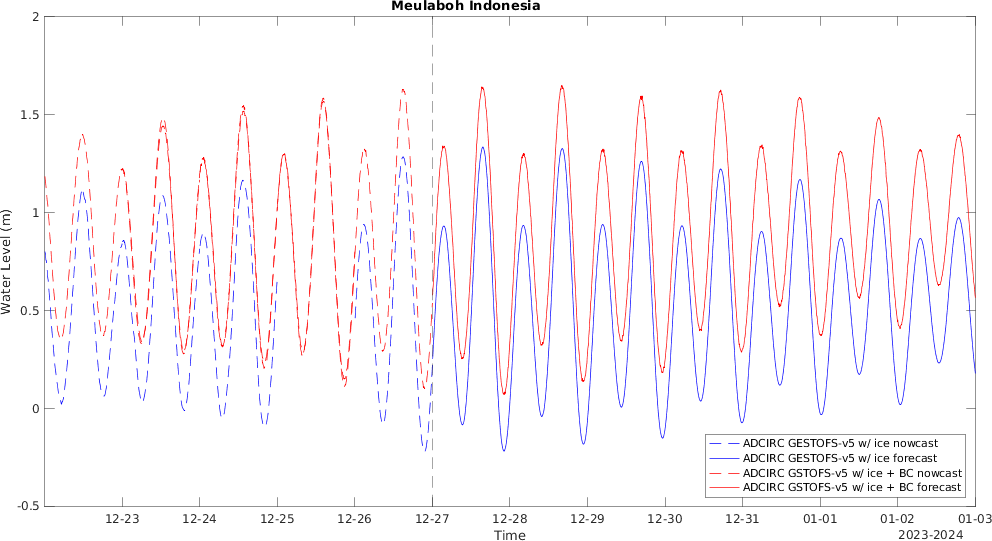 Meulaboh Indonesia
2
1.5
1
0.5
0
-0.5
Water Level (m)
12-23
12-24
12-25
12-26
12-27
12-28
12-29
12-30
12-31
01-01
01-02
01-03
Time
2023-2024
ADCIRC GESTOFS-v5 w/ ice nowcast
ADCIRC GESTOFS-v5 w/ ice forecast
ADCIRC GSTOFS-v5 w/ ice + BC nowcast
ADCIRC GSTOFS-v5 w/ ice + BC forecast